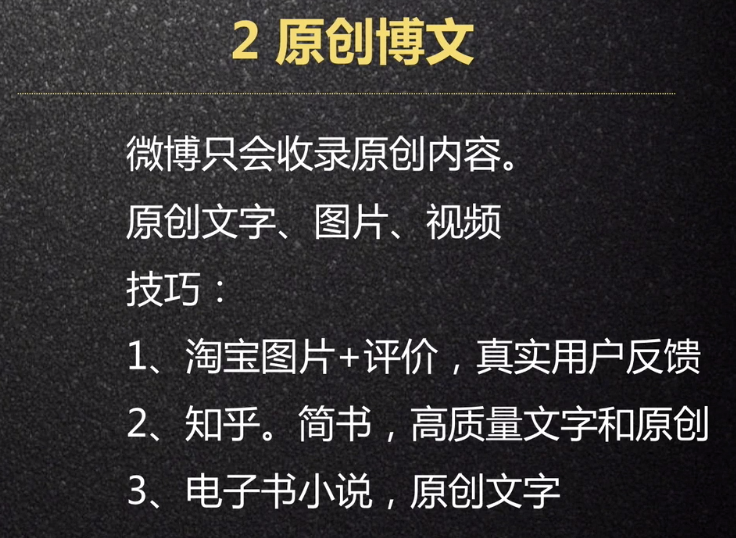 2 原创博文
微博只会收录原创内容。
原创文字、图片、视频
技巧：
1、淘宝图片+评价，真实用户反馈
2、知乎。简书，高质量文字和原创
3、电子书小说，原创文字